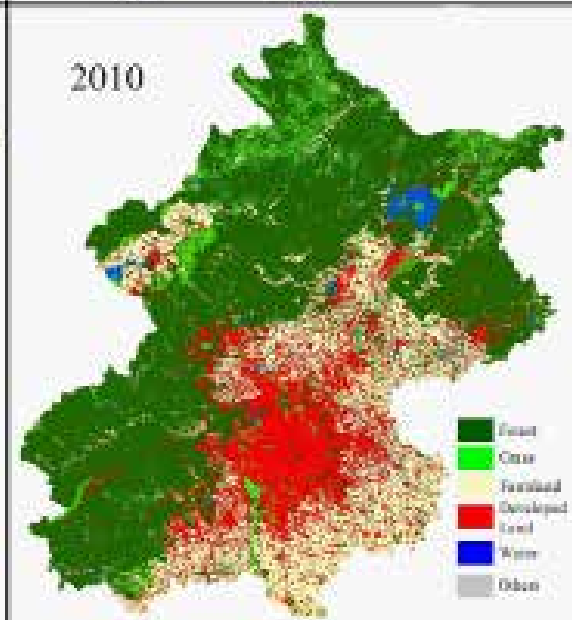 2010
Forest
Grass
Farmland
Developed
Land
Water
Others